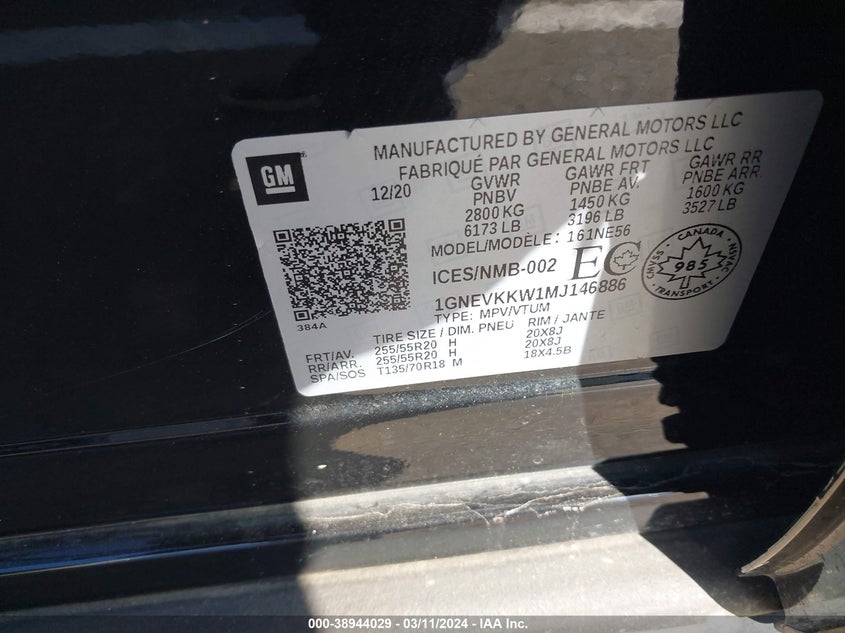 MANUFACTURED BY GENERAL MOTORS LLC
FABRIQUÉ PAR GENERAL MOTORS LLC
GM
12/20
GVWR GAWR FRT GAWR RR
PNBV PNBE AV. PNBE ARR.
2800 KG 1450 KG 1600 KG
6173 LB 3196 LB 3527 LB
MODEL/MODÈLE: 161NE56
ICES/NMB-002 EC
CANADA
CMVSS 985 NSVAC
TRANSPORT
1GNEVKKW1MJ146886
TYPE: MPV/VTUM
384A
TIRE SIZE / DIM. PNEU RIM / JANTE
FRT/AV. 255/55R20 H 20X8J
RR/ARR. 255/55R20 H 20X8J
SPA/SOS T135/70R18 M 18X4.5B
000-38944029 - 03/11/2024 - IAA Inc.